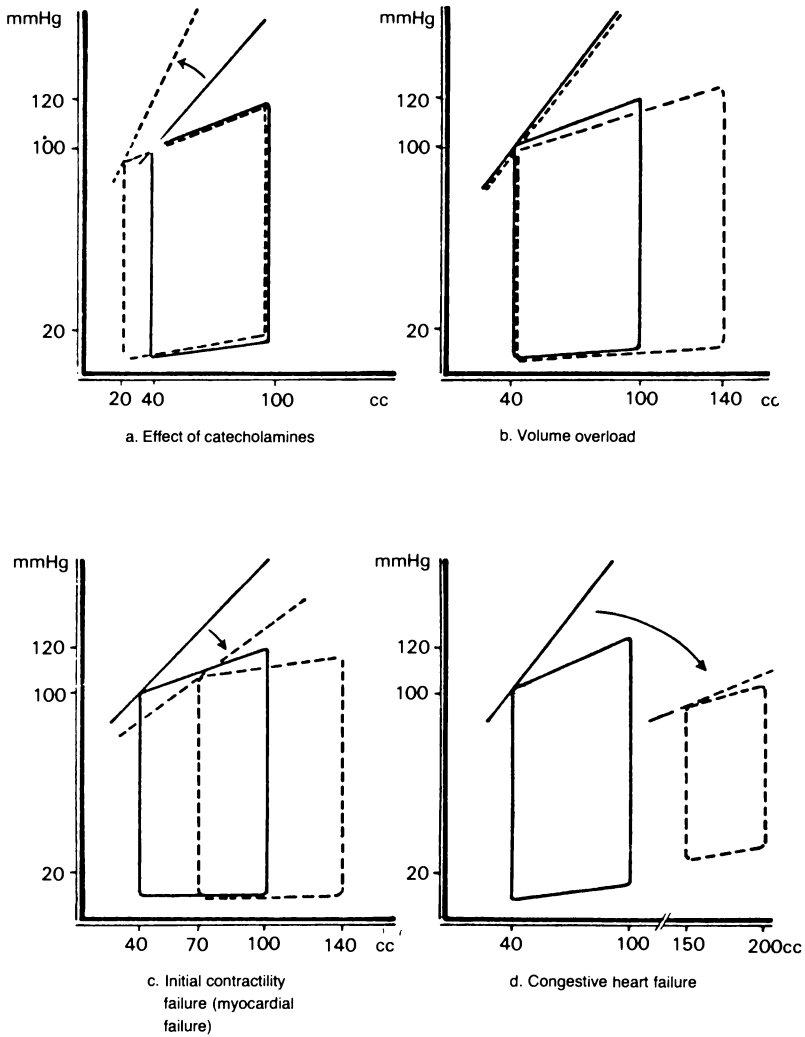 mmHg
120
100
20
20 40 100 cc
a. Effect of catecholamines
mmHg
120
100
20
40 100 140 cc
b. Volume overload
mmHg
120
100
20
40 70 100 140 cc
c. Initial contractility
failure (myocardial
failure)
mmHg
120
100
20
40 100 150 200cc
d. Congestive heart failure